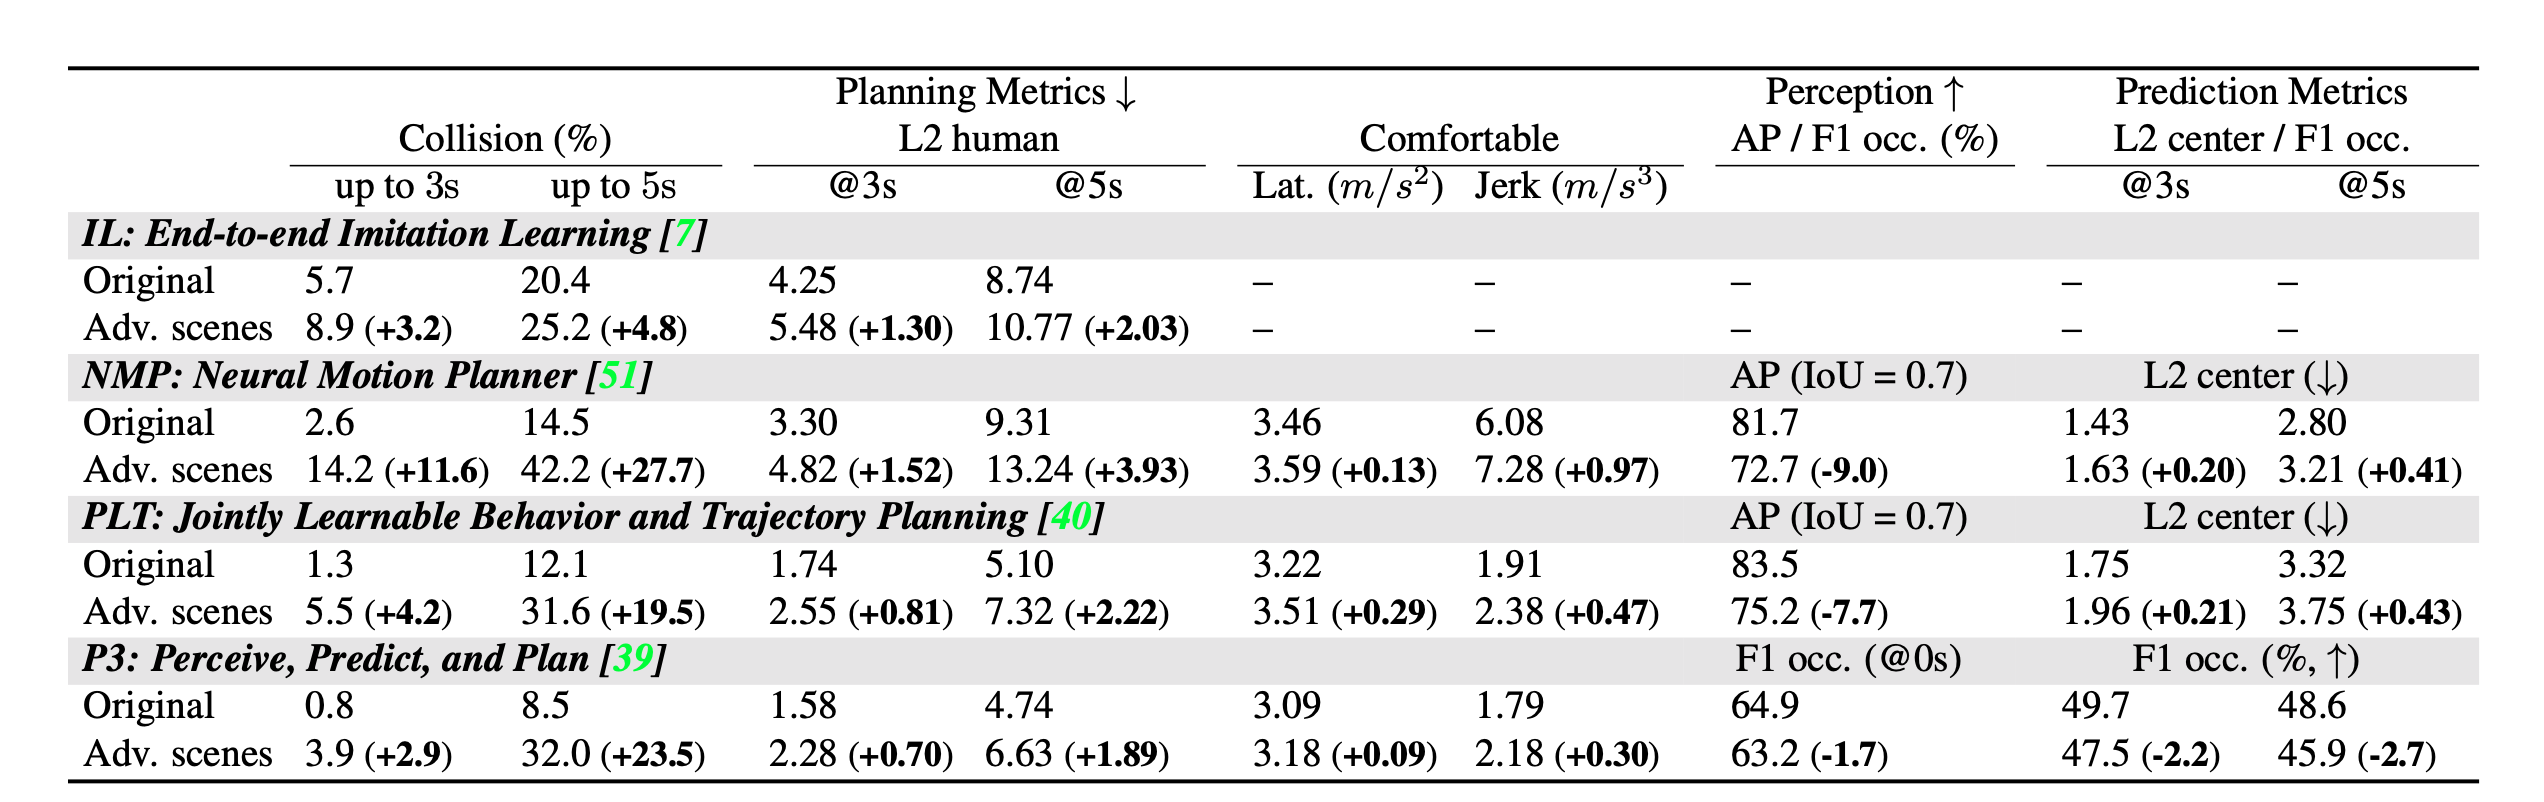 Planning Metrics ↓ Perception ↑ Prediction Metrics
Collision (%) L2 human Comfortable AP / F1 occ. (%) L2 center / F1 occ.
up to 3s up to 5s @3s @5s Lat. (m/s²) Jerk (m/s³) @3s @5s
IL: End-to-end Imitation Learning [7]
Original 5.7 20.4 4.25 8.74 – – – – –
Adv. scenes 8.9 (+3.2) 25.2 (+4.8) 5.48 (+1.30) 10.77 (+2.03) – – – – –
NMP: Neural Motion Planner [51] AP (IoU = 0.7) L2 center (↓)
Original 2.6 14.5 3.30 9.31 3.46 6.08 81.7 1.43 2.80
Adv. scenes 14.2 (+11.6) 42.2 (+27.7) 4.82 (+1.52) 13.24 (+3.93) 3.59 (+0.13) 7.28 (+0.97) 72.7 (-9.0) 1.63 (+0.20) 3.21 (+0.41)
PLT: Jointly Learnable Behavior and Trajectory Planning [40] AP (IoU = 0.7) L2 center (↓)
Original 1.3 12.1 1.74 5.10 3.22 1.91 83.5 1.75 3.32
Adv. scenes 5.5 (+4.2) 31.6 (+19.5) 2.55 (+0.81) 7.32 (+2.22) 3.51 (+0.29) 2.38 (+0.47) 75.2 (-7.7) 1.96 (+0.21) 3.75 (+0.43)
P3: Perceive, Predict, and Plan [39] F1 occ. (@0s) F1 occ. (%, ↑)
Original 0.8 8.5 1.58 4.74 3.09 1.79 64.9 49.7 48.6
Adv. scenes 3.9 (+2.9) 32.0 (+23.5) 2.28 (+0.70) 6.63 (+1.89) 3.18 (+0.09) 2.18 (+0.30) 63.2 (-1.7) 47.5 (-2.2) 45.9 (-2.7)